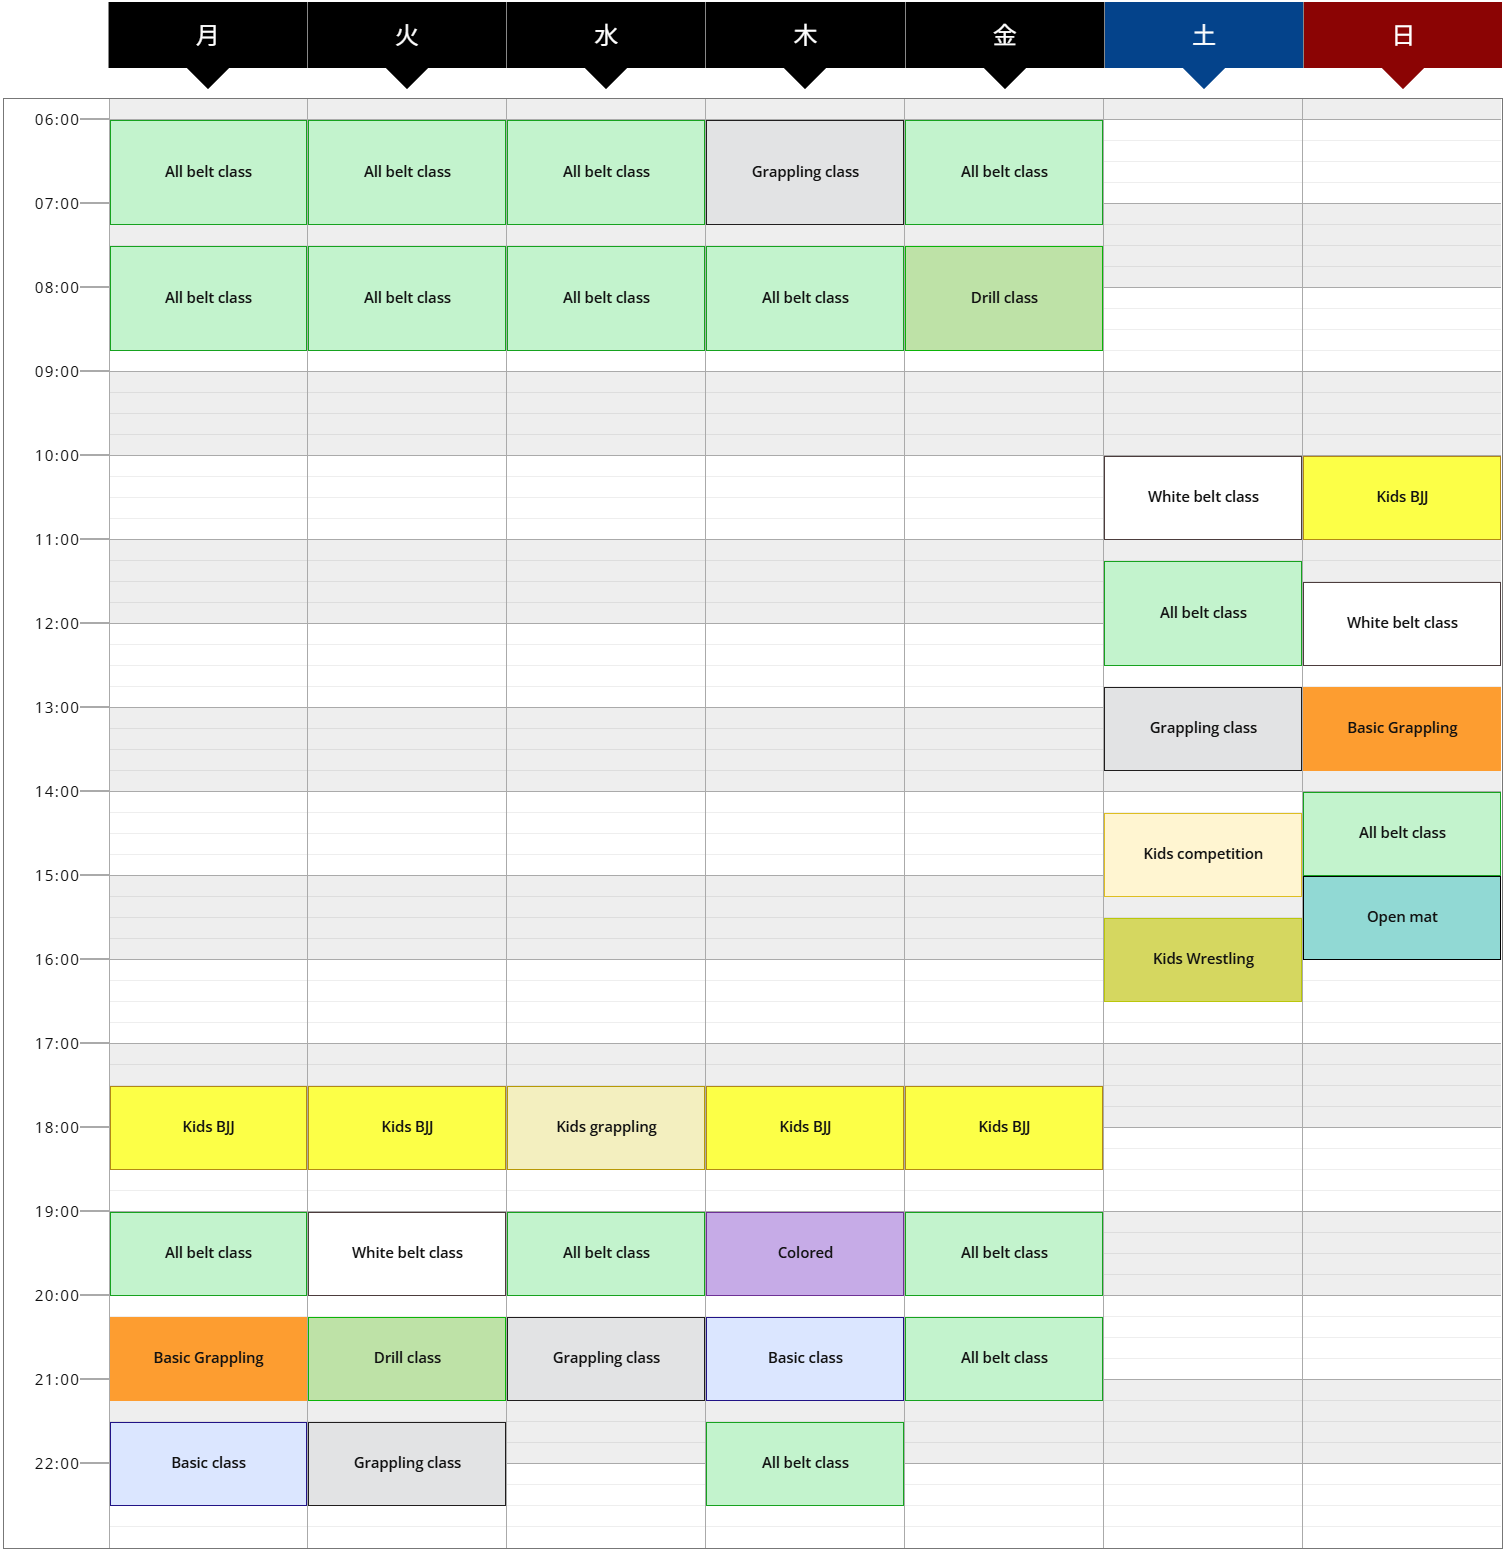 月 火 水 木 金 土 日
06:00
All belt class All belt class All belt class Grappling class All belt class
07:00
08:00 All belt class All belt class All belt class All belt class Drill class
09:00
10:00
White belt class Kids BJJ
11:00
All belt class
12:00 White belt class
13:00
Grappling class Basic Grappling
14:00
All belt class
Kids competition
15:00
Open mat
16:00 Kids Wrestling
17:00
18:00 Kids BJJ Kids BJJ Kids grappling Kids BJJ Kids BJJ
19:00
All belt class White belt class All belt class Colored All belt class
20:00
Basic Grappling Drill class Grappling class Basic class All belt class
21:00
22:00 Basic class Grappling class All belt class